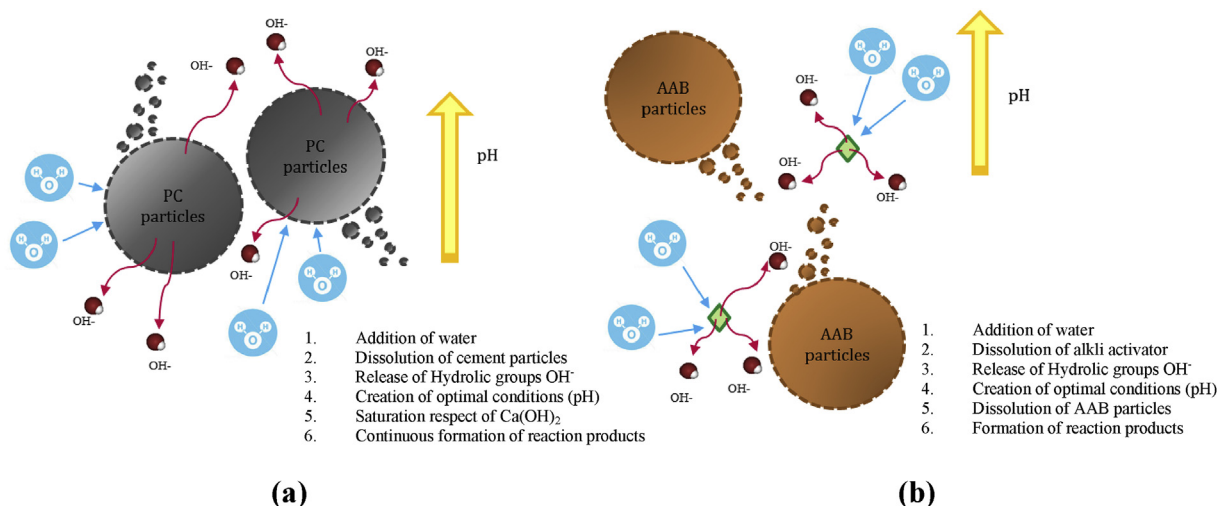 OH-
OH-
OH-
PC
particles
PC
particles
pH
H
H
O
H
H
O
OH-
H
H
O
H
H
O
OH-
OH-
1. Addition of water
2. Dissolution of cement particles
3. Release of Hydrolic groups OH⁻
4. Creation of optimal conditions (pH)
5. Saturation respect of Ca(OH)₂
6. Continuous formation of reaction products
(a)
AAB
particles
H
H
O
H
H
O
OH-
pH
OH-
OH-
H
H
O
OH-
H
H
O
AAB
particles
OH-
OH-
1. Addition of water
2. Dissolution of alkli activator
3. Release of Hydrolic groups OH⁻
4. Creation of optimal conditions (pH)
5. Dissolution of AAB particles
6. Formation of reaction products
(b)